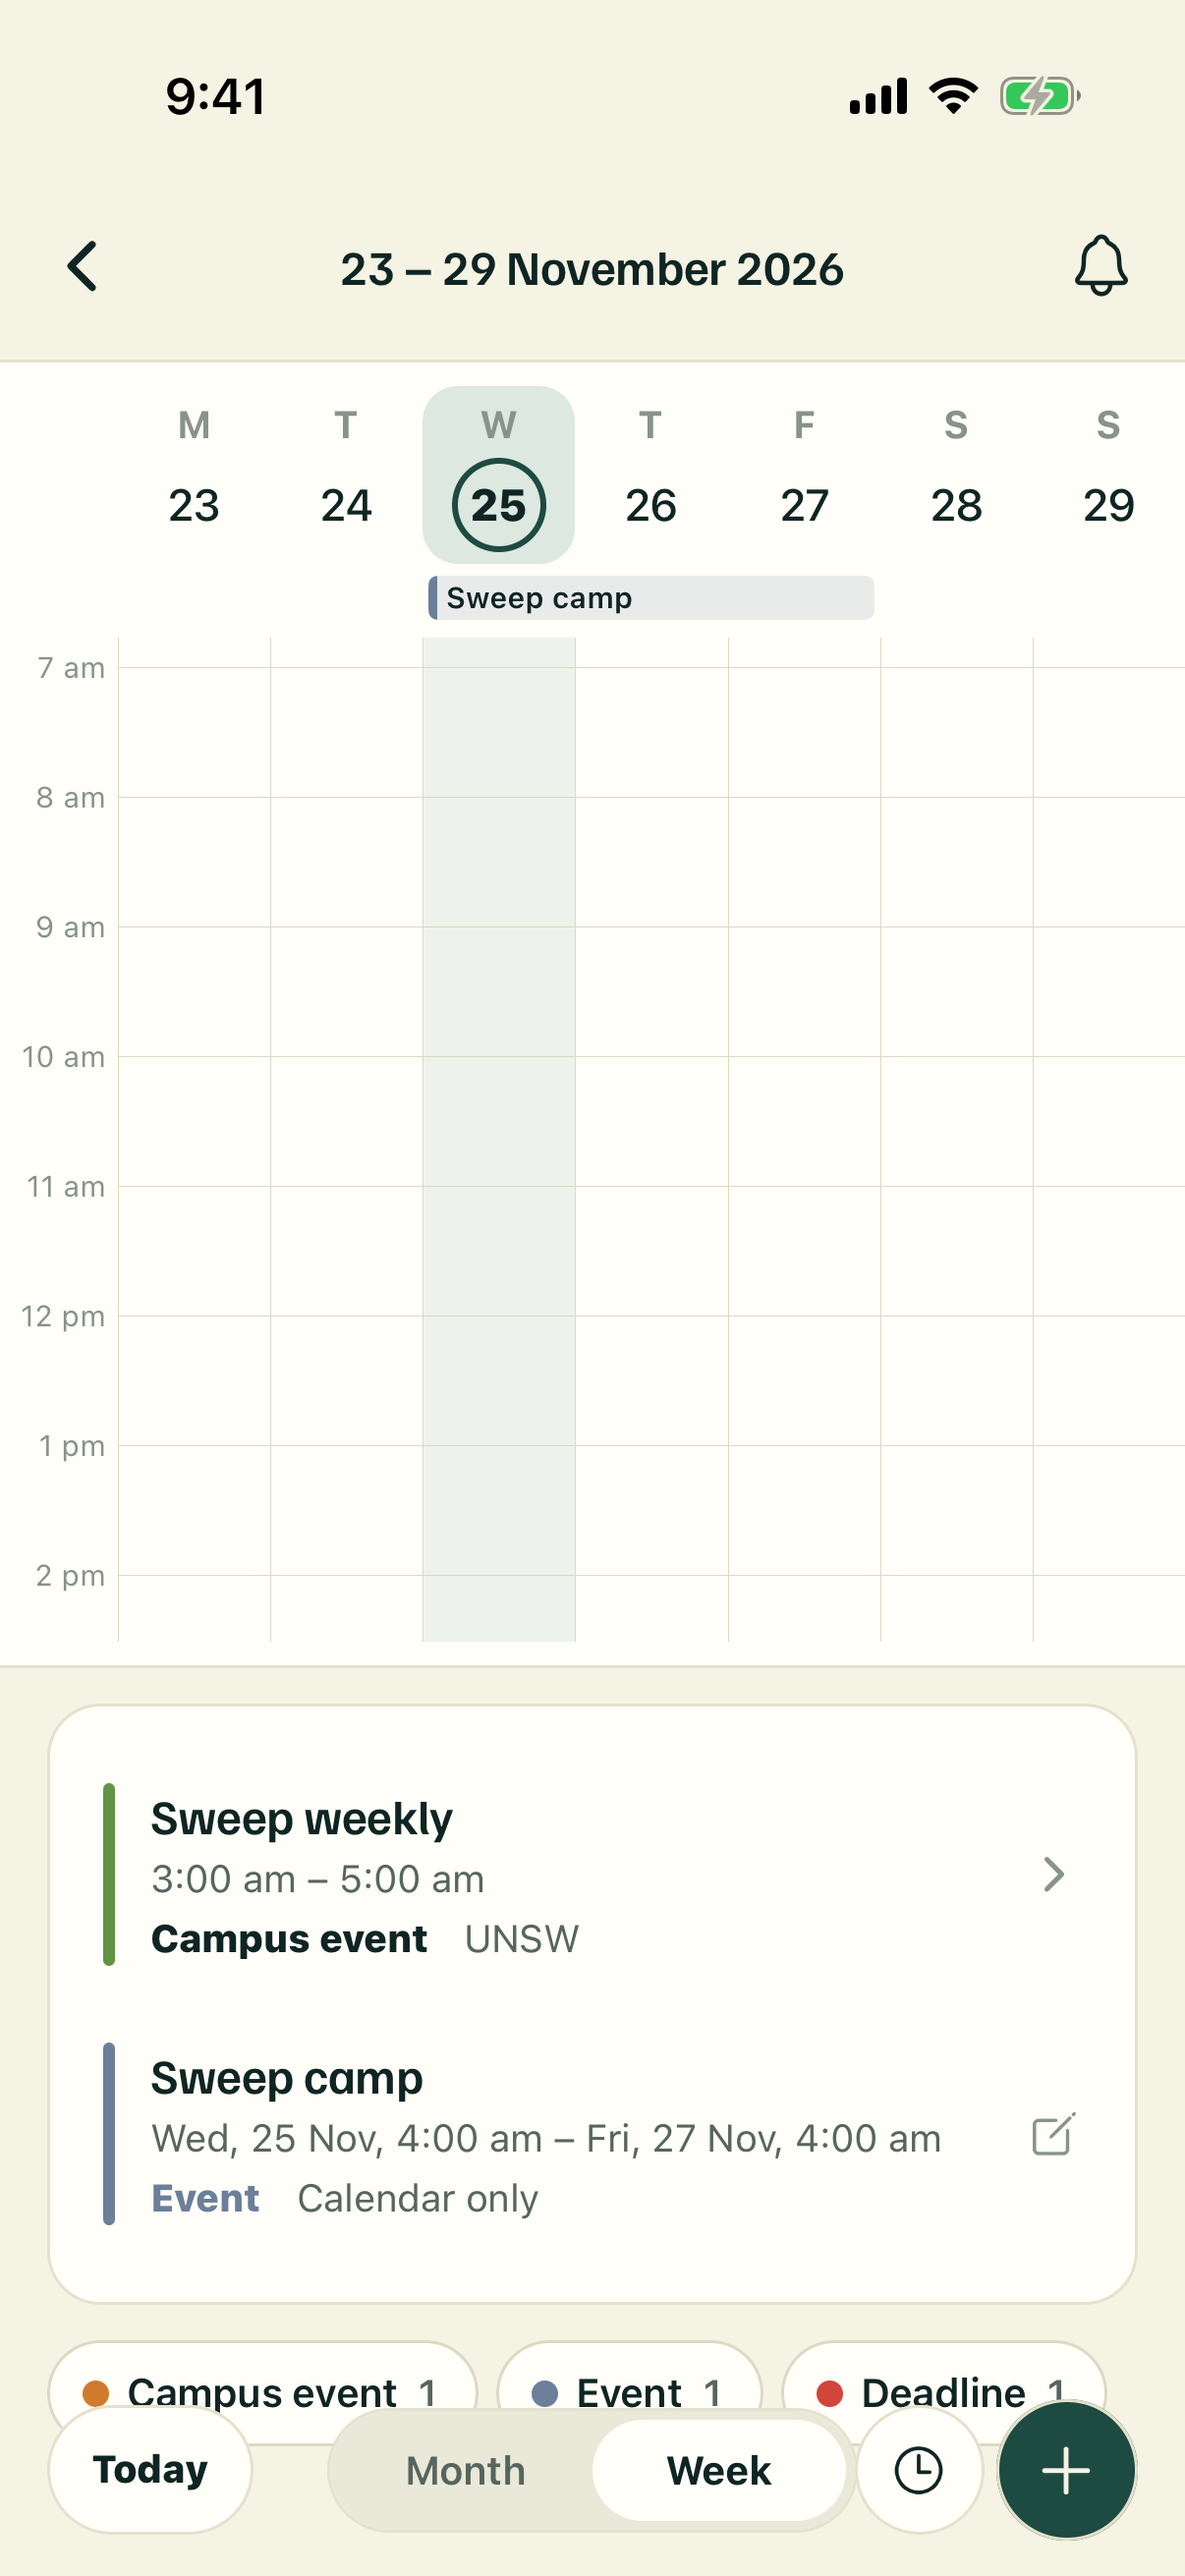 9:41
23 – 29 November 2026
M T W T F S S
23 24 25 26 27 28 29
Sweep camp
7 am
8 am
9 am
10 am
11 am
12 pm
1 pm
2 pm
Sweep weekly
3:00 am – 5:00 am
Campus event UNSW
Sweep camp
Wed, 25 Nov, 4:00 am – Fri, 27 Nov, 4:00 am
Event Calendar only
Campus event 1 Event 1 Deadline 1
Today Month Week